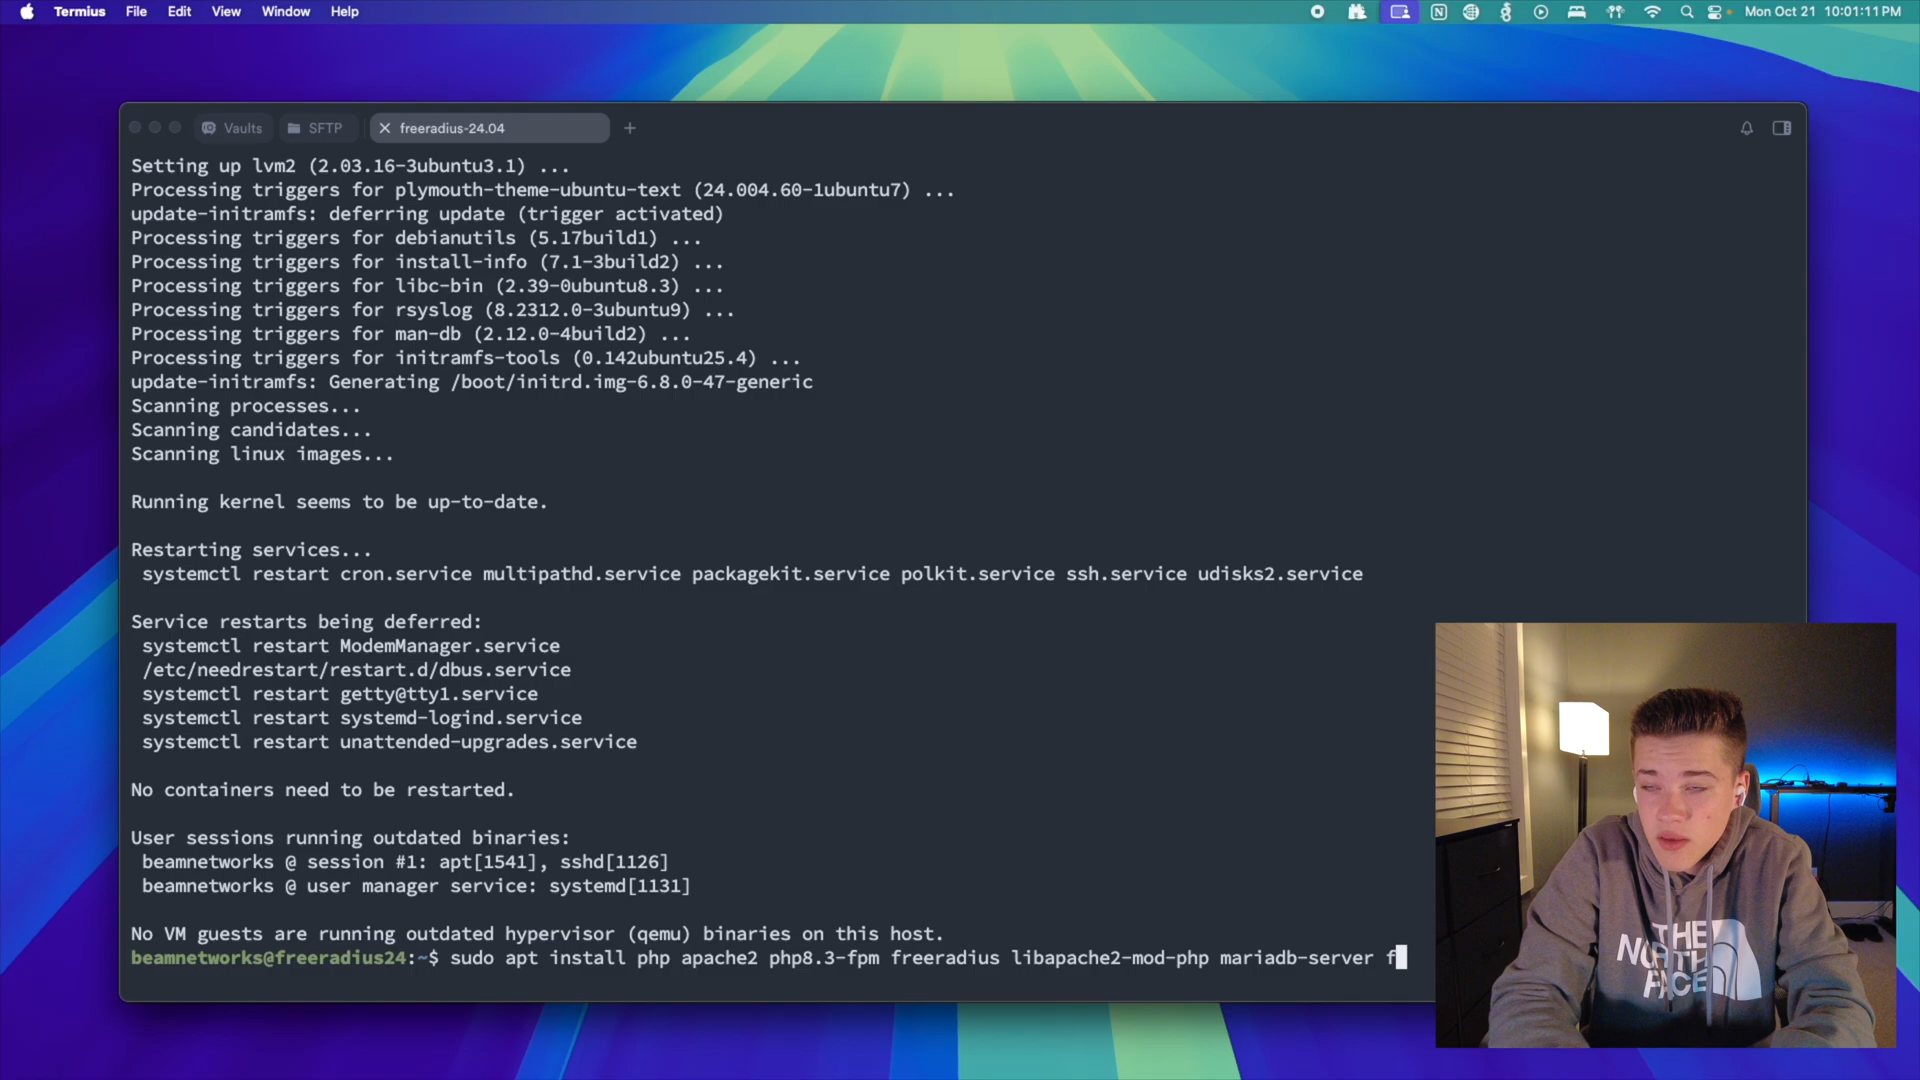 Termius File Edit View Window Help
Mon Oct 21 10:01:11 PM
Vaults SFTP freeradius-24.04
Setting up lvm2 (2.03.16-3ubuntu3.1) ...
Processing triggers for plymouth-theme-ubuntu-text (24.004.60-1ubuntu7) ...
update-initramfs: deferring update (trigger activated)
Processing triggers for debianutils (5.17build1) ...
Processing triggers for install-info (7.1-3build2) ...
Processing triggers for libc-bin (2.39-0ubuntu8.3) ...
Processing triggers for rsyslog (8.2312.0-3ubuntu9) ...
Processing triggers for man-db (2.12.0-4build2) ...
Processing triggers for initramfs-tools (0.142ubuntu25.4) ...
update-initramfs: Generating /boot/initrd.img-6.8.0-47-generic
Scanning processes...
Scanning candidates...
Scanning linux images...
Running kernel seems to be up-to-date.
Restarting services...
systemctl restart cron.service multipathd.service packagekit.service polkit.service ssh.service udisks2.service
Service restarts being deferred:
systemctl restart ModemManager.service
/etc/needrestart/restart.d/dbus.service
systemctl restart getty@tty1.service
systemctl restart systemd-logind.service
systemctl restart unattended-upgrades.service
No containers need to be restarted.
User sessions running outdated binaries:
beamnetworks @ session #1: apt[1541], sshd[1126]
beamnetworks @ user manager service: systemd[1131]
No VM guests are running outdated hypervisor (qemu) binaries on this host.
beamnetworks@freeradius24:~$ sudo apt install php apache2 php8.3-fpm freeradius libapache2-mod-php mariadb-server f
THE
NORTH
FACE